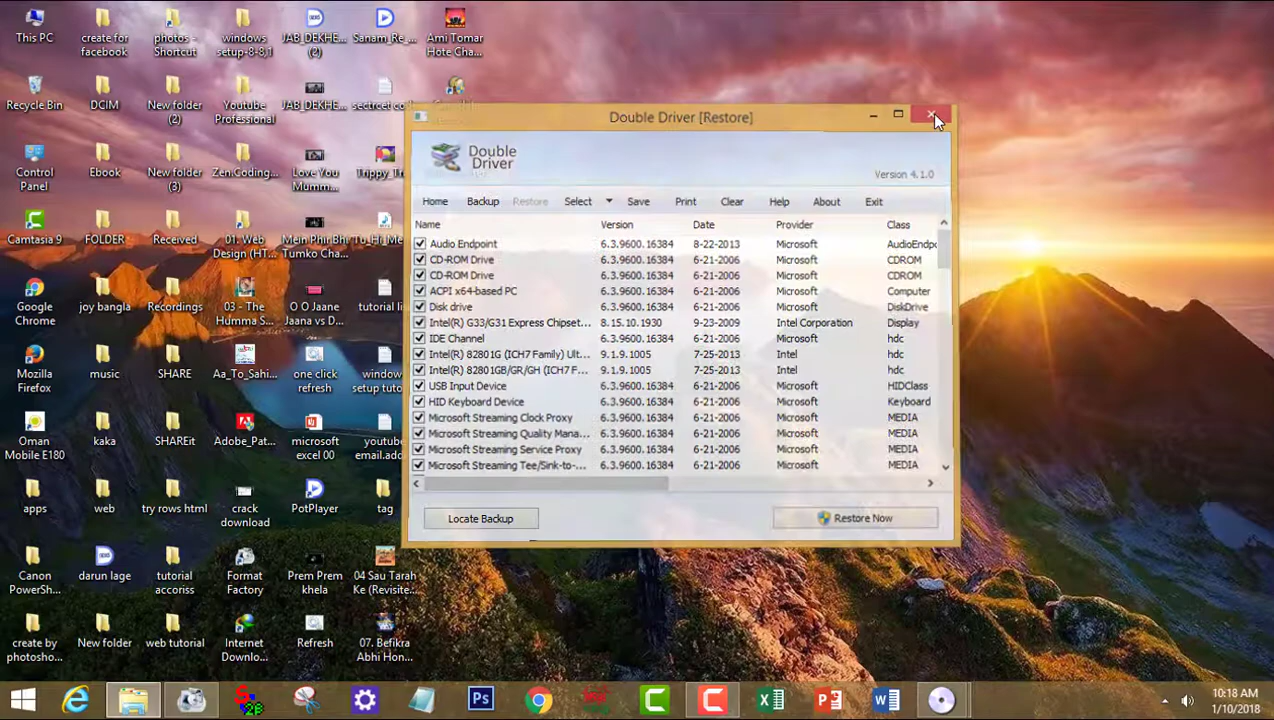 This PC
create for
facebook
photos -
Shortcut
windows
setup-8-8,1
JAB_DEKHE...
(2)
Sanam_Re_...
Ami Tomar
Hote Cha...
Recycle Bin
DCIM
New folder
(2)
Youtube
Professional
JAB_DEKHE...
Control
Panel
Ebook
New folder
(3)
Zen.Coding...
Love You
Mumm...
Trippy_Tr...
Camtasia 9
FOLDER
Received
01. Web
Design (HT...
Mein Phir Bhi
Tumko Cha...
To_Hi_Me...
Google
Chrome
joy bangla
Recordings
03 - The
Humma S...
O O Jaane
Jaana vs D...
tutorial li...
Mozilla
Firefox
music
SHARE
Aa_To_Sahi...
one click
refresh
window
setup tuto...
Oman
Mobile E180
kaka
SHAREit
Adobe_Pat...
microsoft
excel 00
youtube
email.add...
apps
web
try rows html
crack
download
PotPlayer
tag
Canon
PowerSh...
darun lage
tutorial
accoriss
Format
Factory
Prem Prem
khela
04 Sau Tarah
Ke (Revisite...
create by
photosho...
New folder
web tutorial
Internet
Downlo...
Refresh
07. Befikra
Abhi Hon...
Double Driver [Restore]
Double
Driver
Version 4.1.0
Home Backup Restore Select Save Print Clear Help About Exit
Name Version Date Provider Class
Audio Endpoint 6.3.9600.16384 8-22-2013 Microsoft AudioEndpo
CD-ROM Drive 6.3.9600.16384 6-21-2006 Microsoft CDROM
CD-ROM Drive 6.3.9600.16384 6-21-2006 Microsoft CDROM
ACPI x64-based PC 6.3.9600.16384 6-21-2006 Microsoft Computer
Disk drive 6.3.9600.16384 6-21-2006 Microsoft DiskDrive
Intel(R) G33/G31 Express Chipset... 8.15.10.1930 9-23-2009 Intel Corporation Display
IDE Channel 6.3.9600.16384 6-21-2006 Microsoft hdc
Intel(R) 82801G (ICH7 Family) Ult... 9.1.9.1005 7-25-2013 Intel hdc
Intel(R) 82801GB/GR/GH (ICH7 F... 9.1.9.1005 7-25-2013 Intel hdc
USB Input Device 6.3.9600.16384 6-21-2006 Microsoft HIDClass
HID Keyboard Device 6.3.9600.16384 6-21-2006 Microsoft Keyboard
Microsoft Streaming Clock Proxy 6.3.9600.16384 6-21-2006 Microsoft MEDIA
Microsoft Streaming Quality Mana... 6.3.9600.16384 6-21-2006 Microsoft MEDIA
Microsoft Streaming Service Proxy 6.3.9600.16384 6-21-2006 Microsoft MEDIA
Microsoft Streaming Tee/Sink-to-... 6.3.9600.16384 6-21-2006 Microsoft MEDIA
Locate Backup
Restore Now
Ps
10:18 AM
1/10/2018